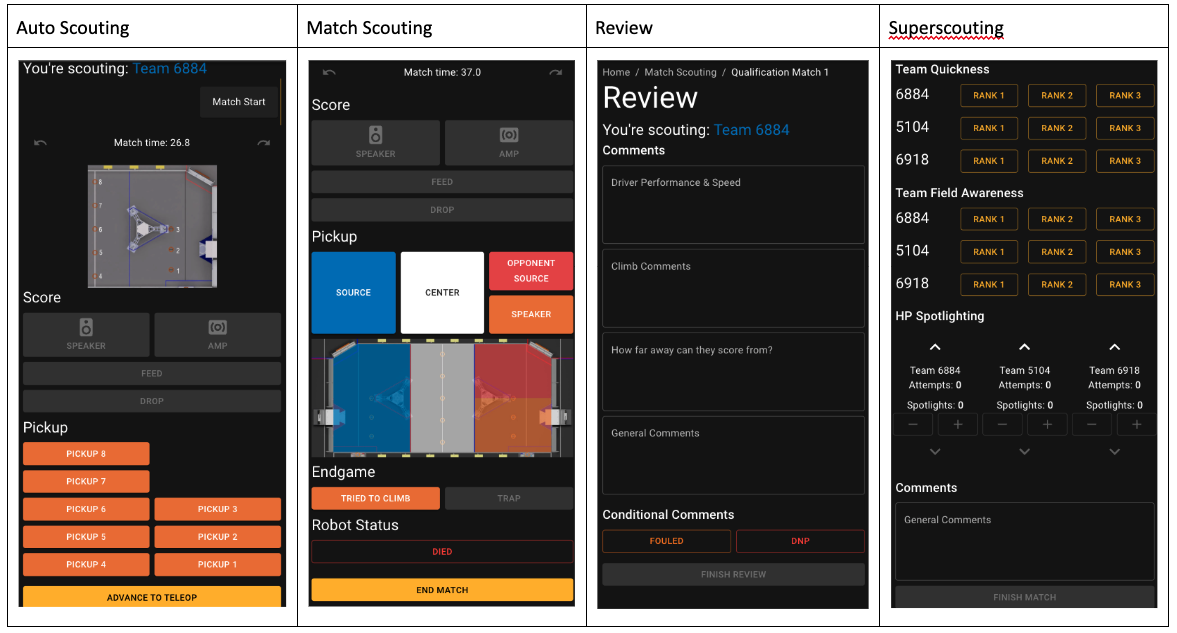 Auto Scouting
You're scouting: Team 6884
Match Start
Match time: 26.8
8
7
6
5
4
3
2
1
Score
SPEAKER
AMP
FEED
DROP
Pickup
PICKUP 8
PICKUP 7
PICKUP 6
PICKUP 3
PICKUP 5
PICKUP 2
PICKUP 4
PICKUP 1
ADVANCE TO TELEOP
Match Scouting
Match time: 37.0
Score
SPEAKER
AMP
FEED
DROP
Pickup
SOURCE
CENTER
OPPONENT
SOURCE
SPEAKER
Endgame
TRIED TO CLIMB
TRAP
Robot Status
DIED
END MATCH
Review
Home / Match Scouting / Qualification Match 1
Review
You're scouting: Team 6884
Comments
Driver Performance & Speed
Climb Comments
How far away can they score from?
General Comments
Conditional Comments
FOULED
DNP
FINISH REVIEW
Superscouting
Team Quickness
6884 RANK 1 RANK 2 RANK 3
5104 RANK 1 RANK 2 RANK 3
6918 RANK 1 RANK 2 RANK 3
Team Field Awareness
6884 RANK 1 RANK 2 RANK 3
5104 RANK 1 RANK 2 RANK 3
6918 RANK 1 RANK 2 RANK 3
HP Spotlighting
Team 6884 Team 5104 Team 6918
Attempts: 0 Attempts: 0 Attempts: 0
Spotlights: 0 Spotlights: 0 Spotlights: 0
− + − + − +
Comments
General Comments
FINISH MATCH